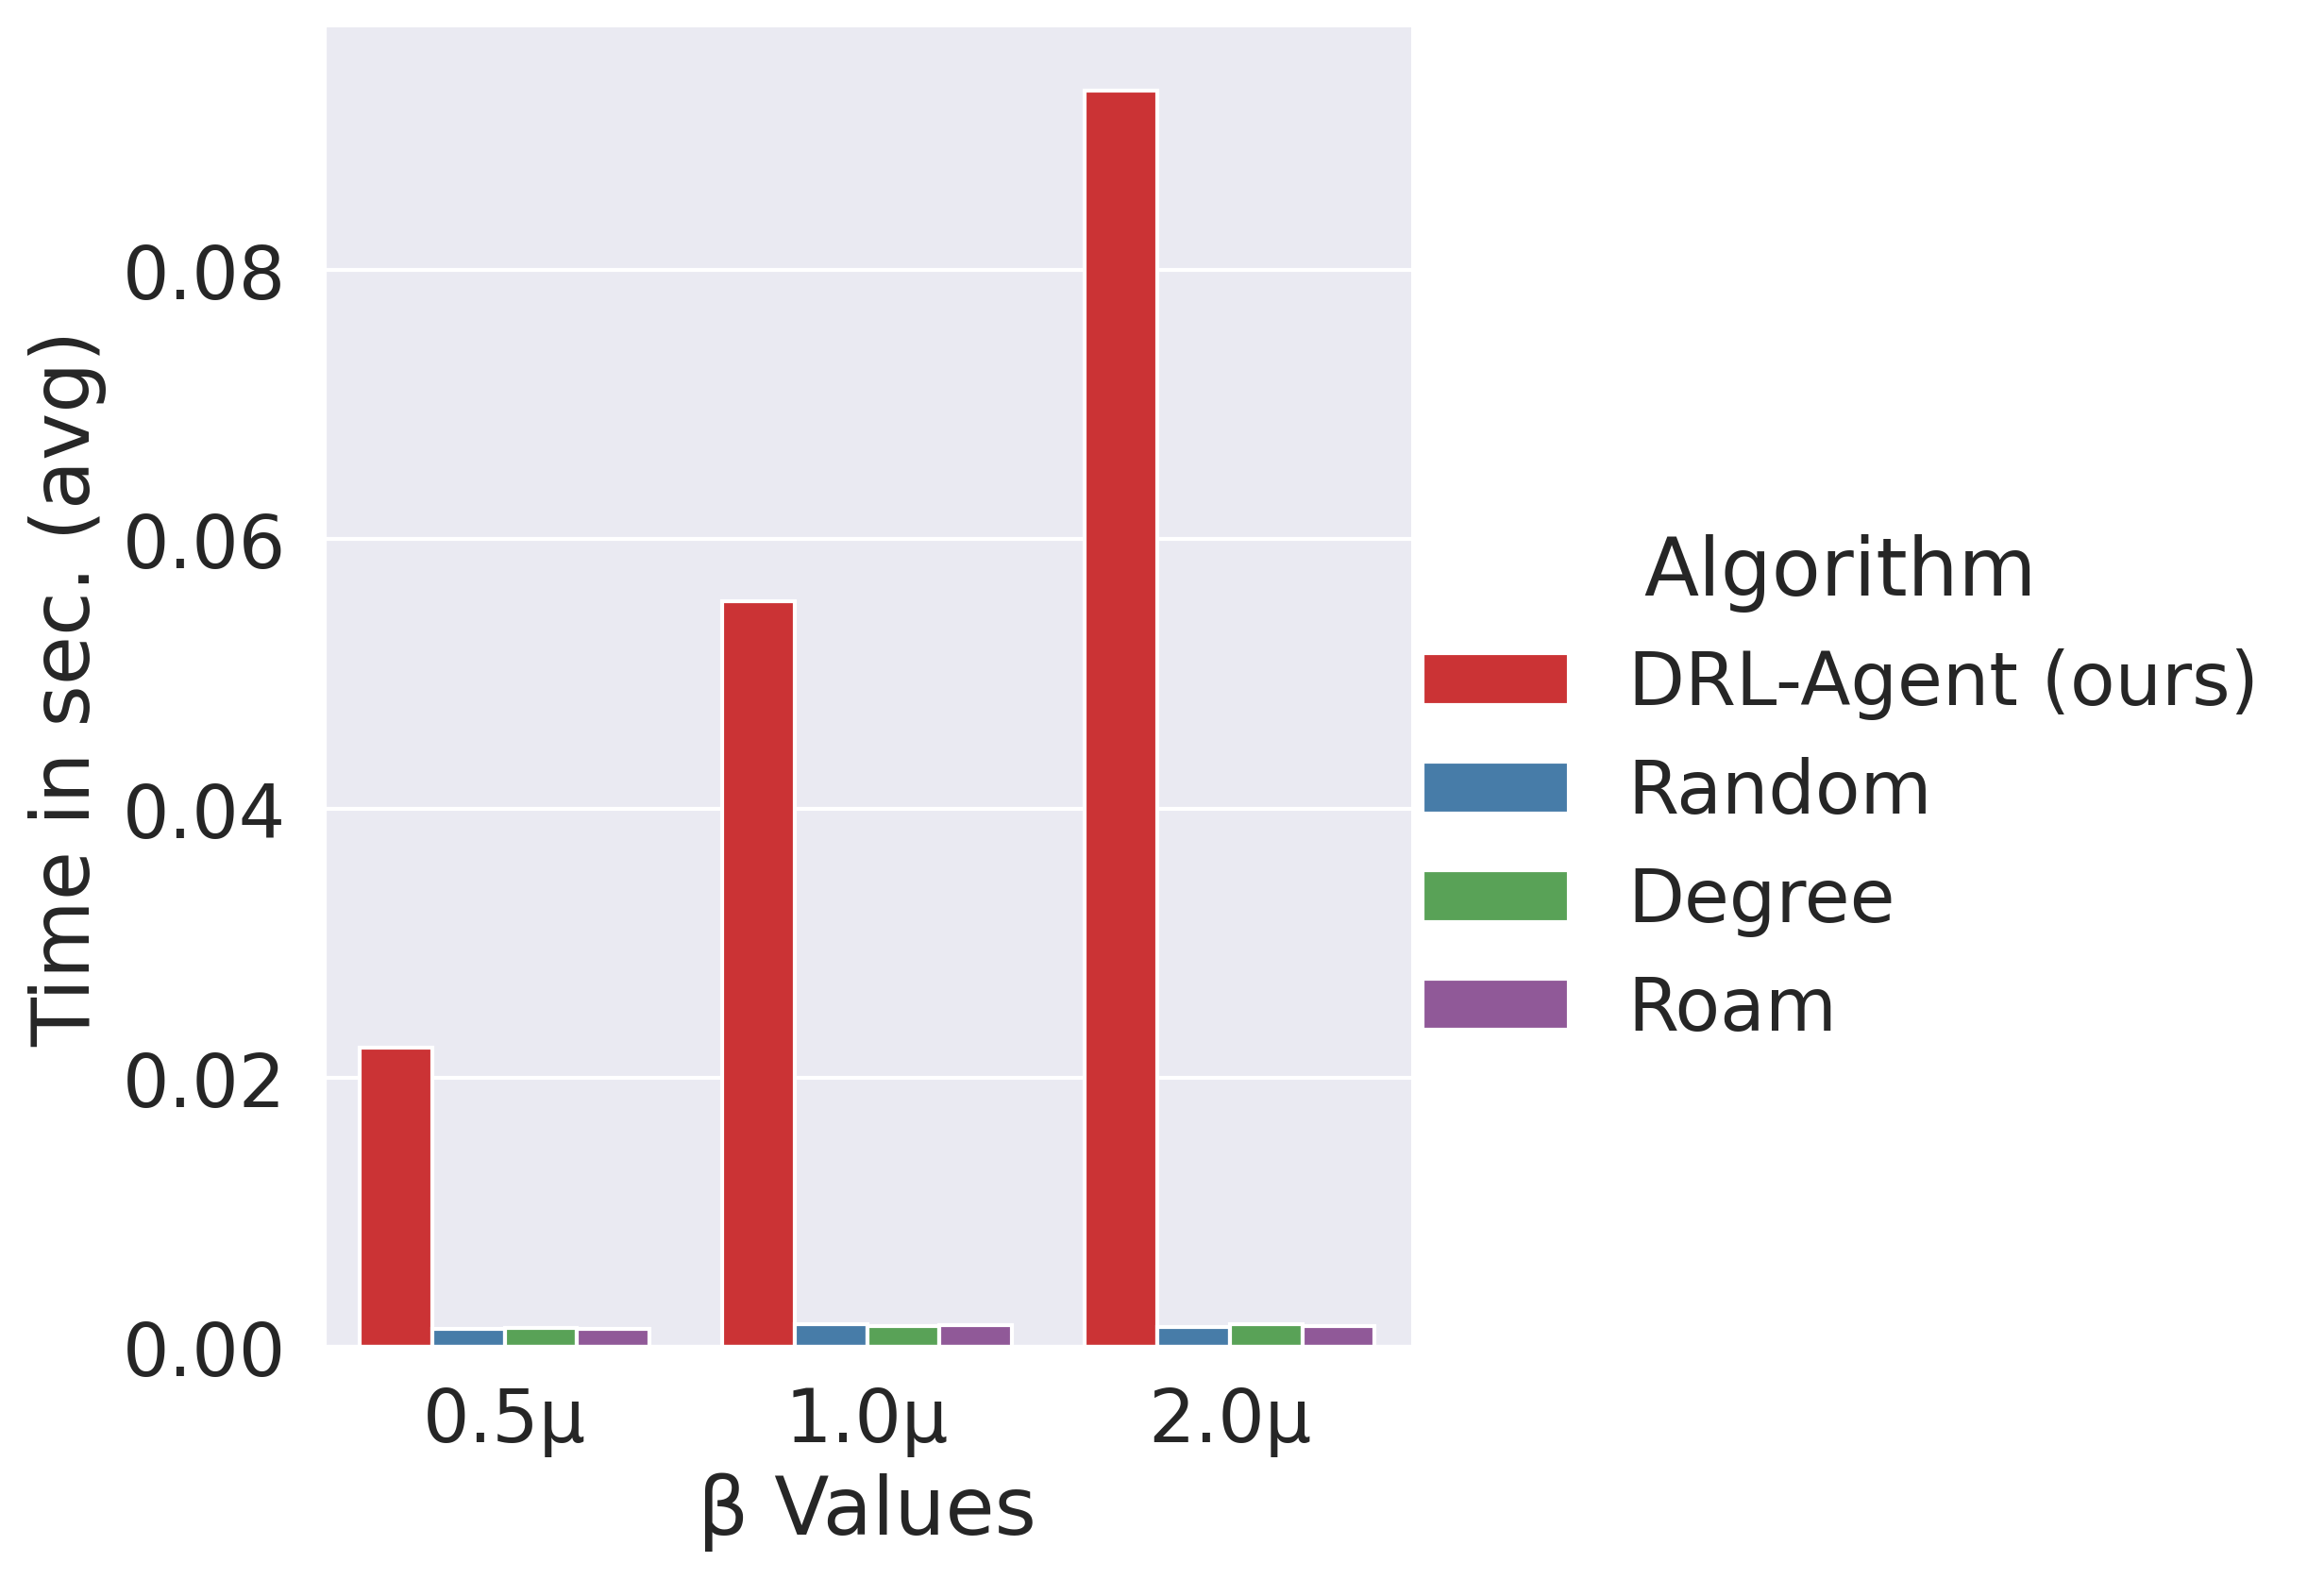 Time in sec. (avg)
0.08
0.06
0.04
0.02
0.00
0.5μ
1.0μ
2.0μ
β Values
Algorithm
DRL-Agent (ours)
Random
Degree
Roam